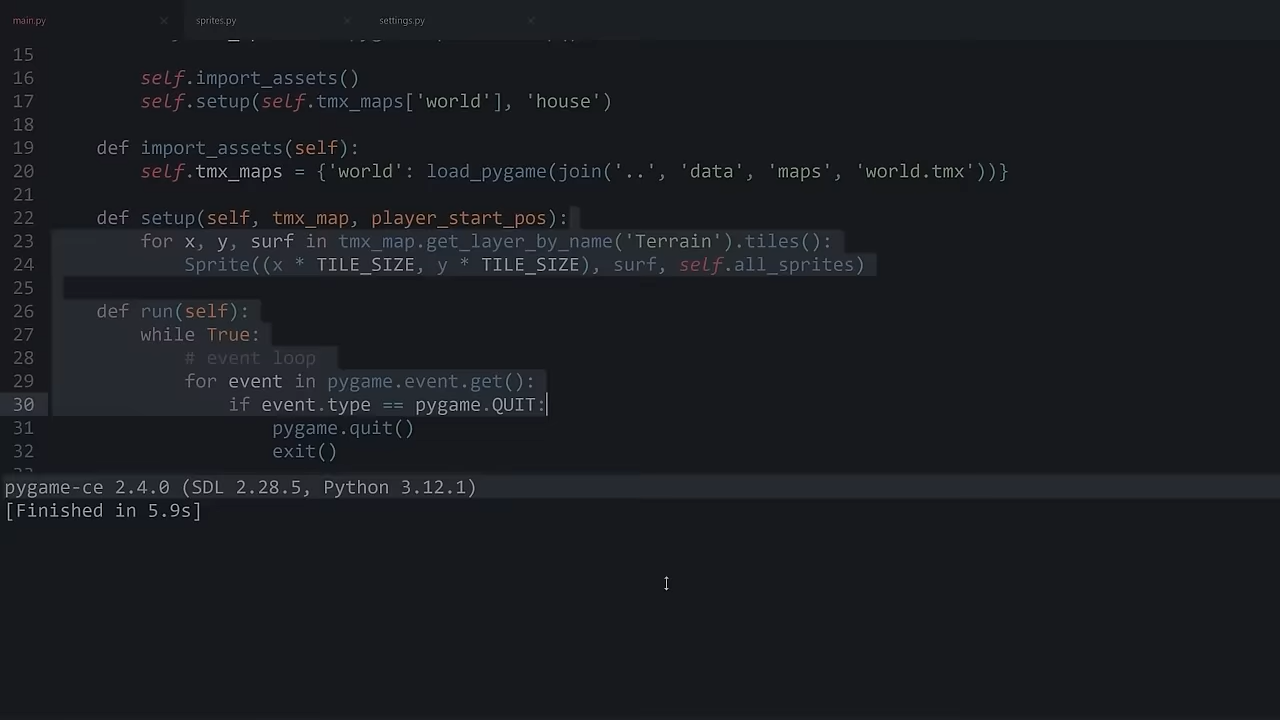 main.py
sprites.py
settings.py
15
16 self.import_assets()
17 self.setup(self.tmx_maps['world'], 'house')
18
19 def import_assets(self):
20 self.tmx_maps = {'world': load_pygame(join('..', 'data', 'maps', 'world.tmx'))}
21
22 def setup(self, tmx_map, player_start_pos):
23 for x, y, surf in tmx_map.get_layer_by_name('Terrain').tiles():
24 Sprite((x * TILE_SIZE, y * TILE_SIZE), surf, self.all_sprites)
25
26 def run(self):
27 while True:
28 # event loop
29 for event in pygame.event.get():
30 if event.type == pygame.QUIT:
31 pygame.quit()
32 exit()
pygame-ce 2.4.0 (SDL 2.28.5, Python 3.12.1)
[Finished in 5.9s]